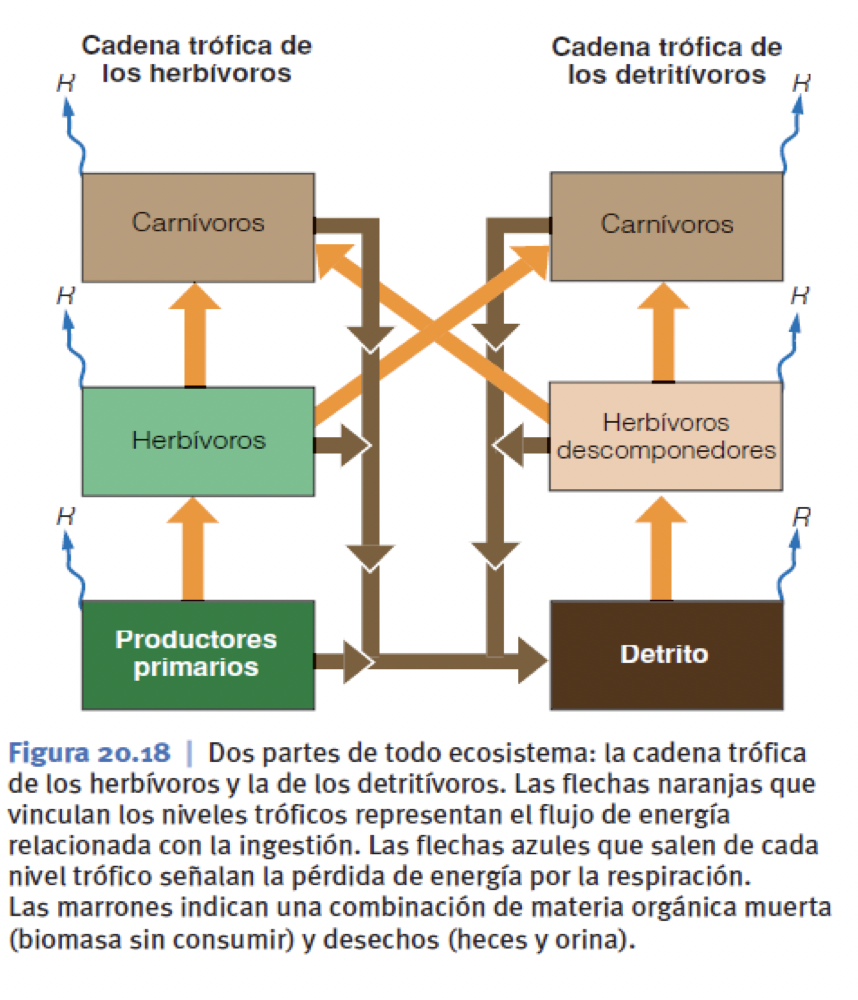 Cadena trófica de
los herbívoros
Cadena trófica de
los detritívoros
R
R
Carnívoros
Carnívoros
R
R
Herbívoros
Herbívoros
descomponedores
R
R
Productores
primarios
Detrito
Figura 20.18 | Dos partes de todo ecosistema: la cadena trófica
de los herbívoros y la de los detritívoros. Las flechas naranjas que
vinculan los niveles tróficos representan el flujo de energía
relacionada con la ingestión. Las flechas azules que salen de cada
nivel trófico señalan la pérdida de energía por la respiración.
Las marrones indican una combinación de materia orgánica muerta
(biomasa sin consumir) y desechos (heces y orina).